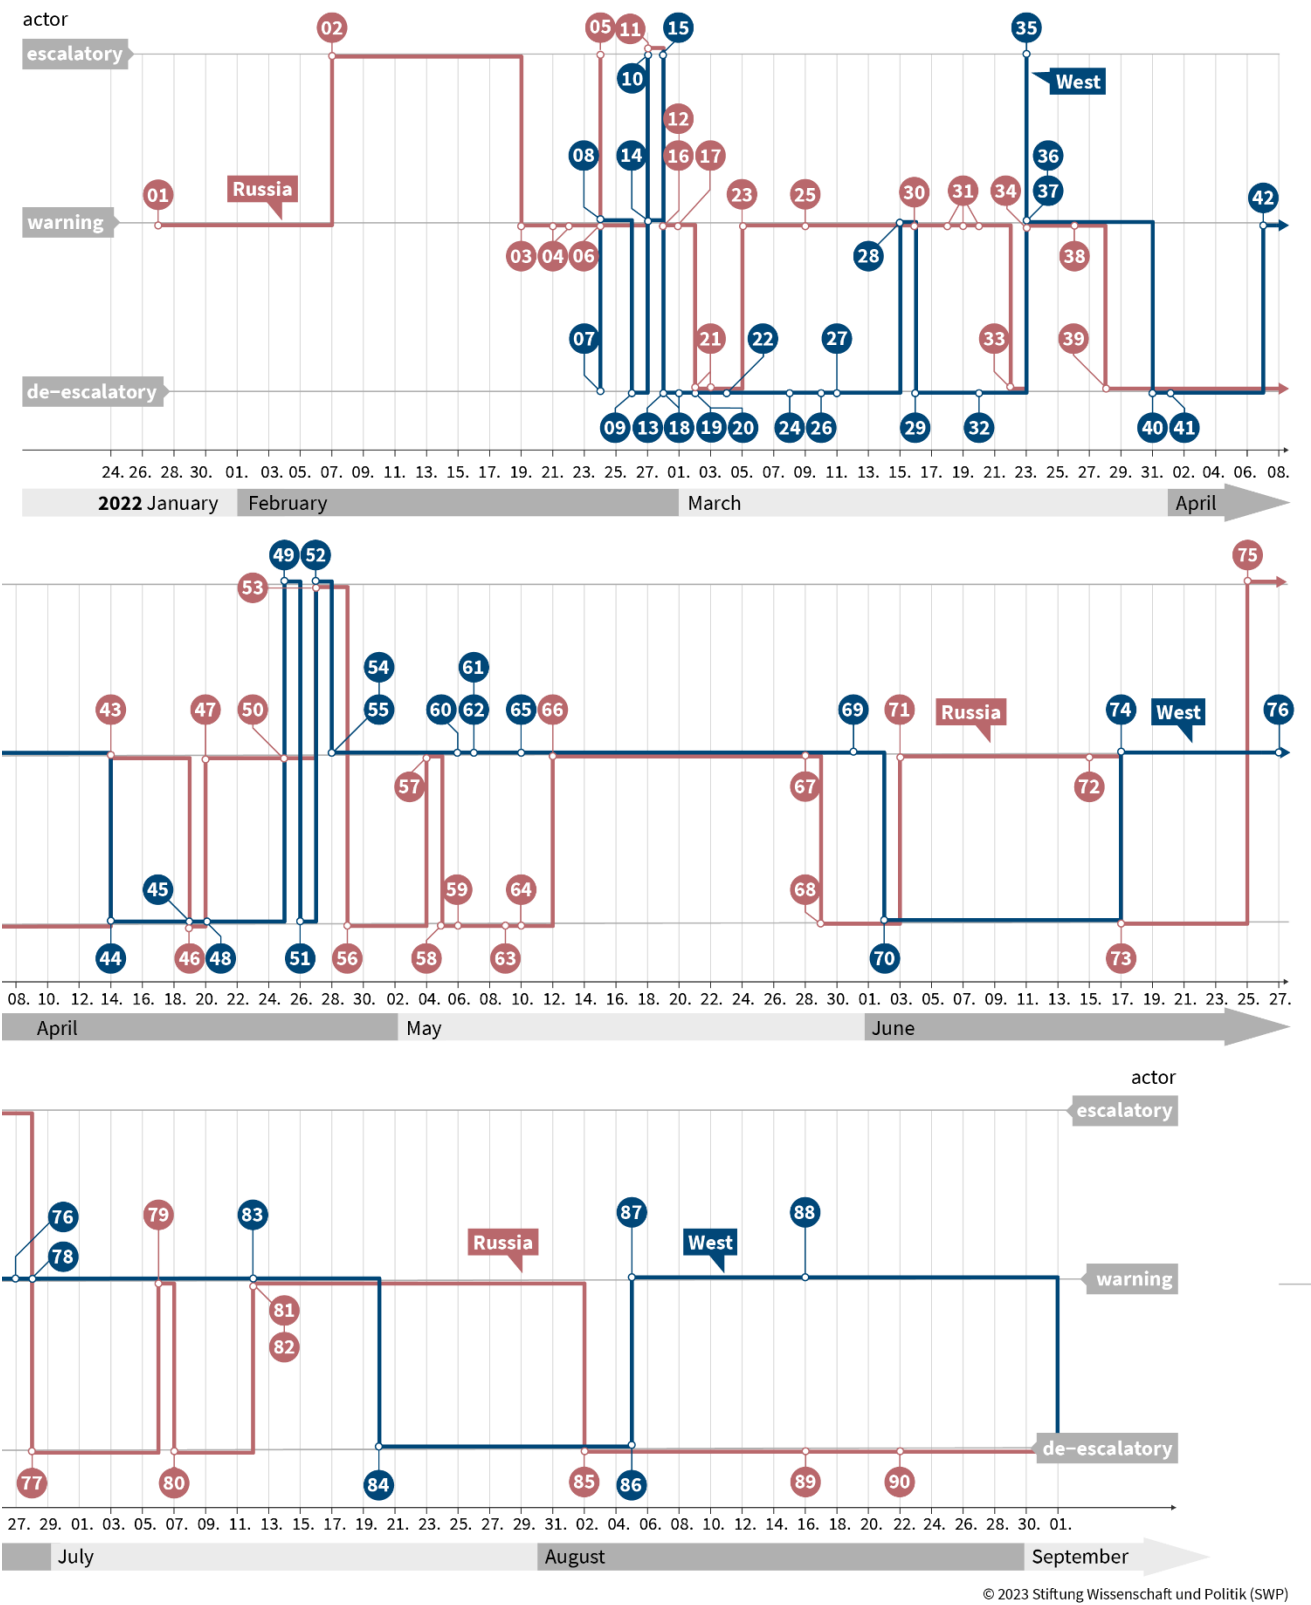 actor
02 05 11 15 35
escalatory
10 West
12
08 14 16 17 36
01 Russia 23 25 30 31 34 37 42
warning
03 04 06 28 38
07 21 22 27 33 39
de-escalatory
09 13 18 19 20 24 26 29 32 40 41
24. 26. 28. 30. 01. 03. 05. 07. 09. 11. 13. 15. 17. 19. 21. 23. 25. 27. 01. 03. 05. 07. 09. 11. 13. 15. 17. 19. 21. 23. 25. 27. 29. 31. 02. 04. 06. 08.
2022 January February March April
49 52 75
53
54 61
43 47 50 55 60 62 65 66 69 71 Russia 74 West 76
57 67 72
45 59 64 68
44 46 48 51 56 58 63 70 73
08. 10. 12. 14. 16. 18. 20. 22. 24. 26. 28. 30. 02. 04. 06. 08. 10. 12. 14. 16. 18. 20. 22. 24. 26. 28. 30. 01. 03. 05. 07. 09. 11. 13. 15. 17. 19. 21. 23. 25. 27.
April May June
actor
escalatory
76 79 83 87 88
78 Russia West
warning
81
82
de-escalatory
77 80 84 85 86 89 90
27. 29. 01. 03. 05. 07. 09. 11. 13. 15. 17. 19. 21. 23. 25. 27. 29. 31. 02. 04. 06. 08. 10. 12. 14. 16. 18. 20. 22. 24. 26. 28. 30. 01.
July August September
© 2023 Stiftung Wissenschaft und Politik (SWP)